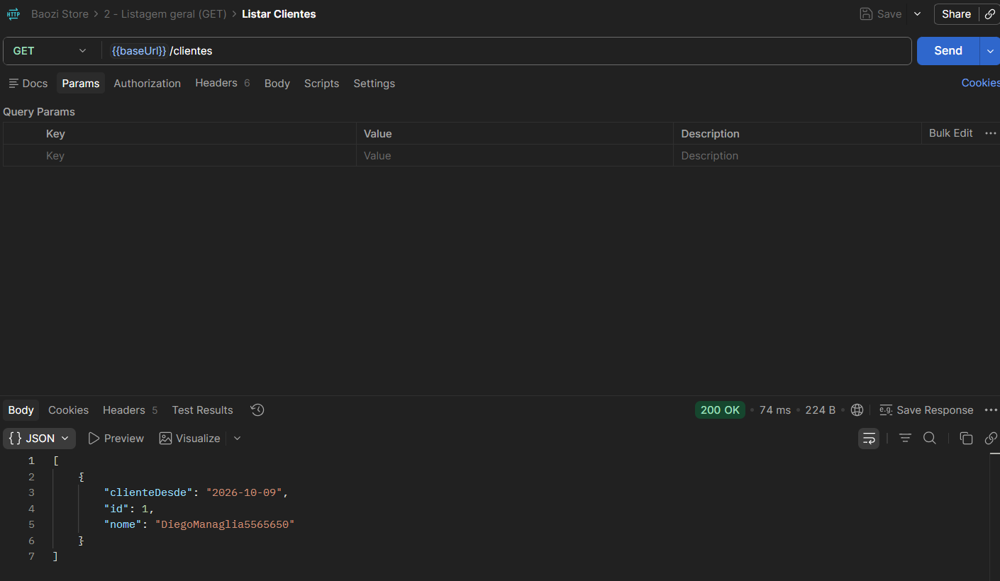 HTTP Baozi Store > 2 - Listagem geral (GET) > Listar Clientes Save Share
GET {{baseUrl}} /clientes Send
Docs Params Authorization Headers 6 Body Scripts Settings Cookies
Query Params
Key Value Description Bulk Edit ...
Key Value Description
Body Cookies Headers 5 Test Results 200 OK • 74 ms • 224 B • e.g. Save Response ...
{} JSON Preview Visualize
1 [
2 {
3 "clienteDesde": "2026-10-09",
4 "id": 1,
5 "nome": "DiegoManaglia5565650"
6 }
7 ]